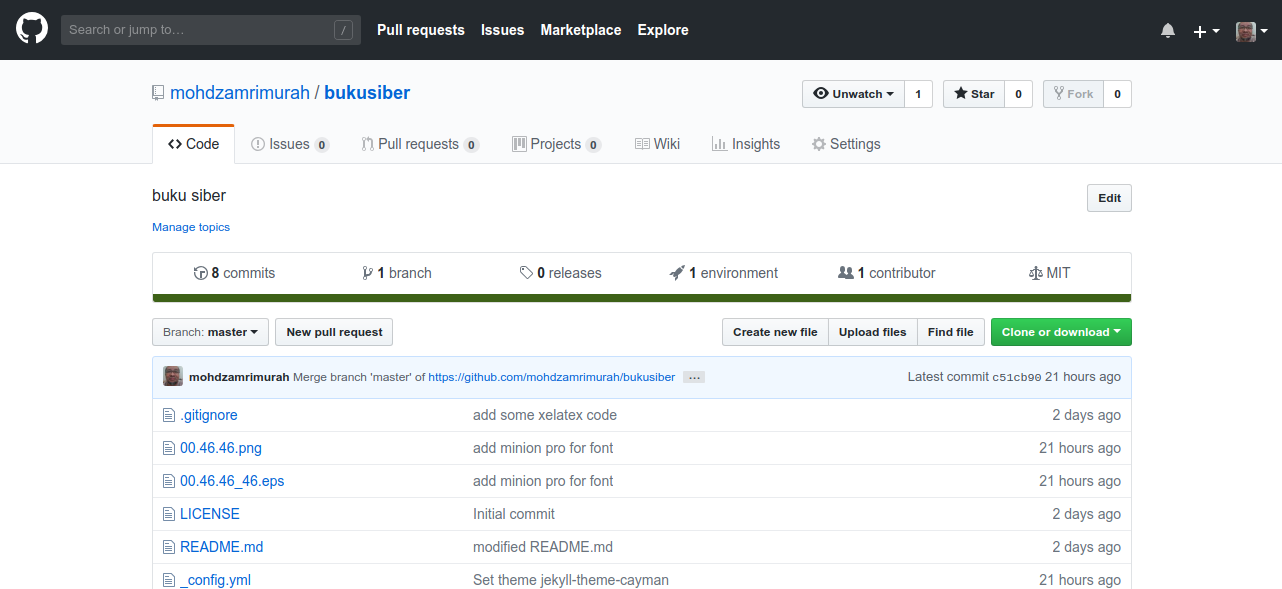 Search or jump to… / Pull requests Issues Marketplace Explore
mohdzamrimurah / bukusiber Unwatch 1 Star 0 Fork 0
Code Issues 0 Pull requests 0 Projects 0 Wiki Insights Settings
buku siber Edit
Manage topics
8 commits 1 branch 0 releases 1 environment 1 contributor MIT
Branch: master New pull request Create new file Upload files Find file Clone or download
mohdzamrimurah Merge branch 'master' of https://github.com/mohdzamrimurah/bukusiber … Latest commit c51cb90 21 hours ago
.gitignore add some xelatex code 2 days ago
00.46.46.png add minion pro for font 21 hours ago
00.46.46_46.eps add minion pro for font 21 hours ago
LICENSE Initial commit 2 days ago
README.md modified README.md 2 days ago
_config.yml Set theme jekyll-theme-cayman 21 hours ago